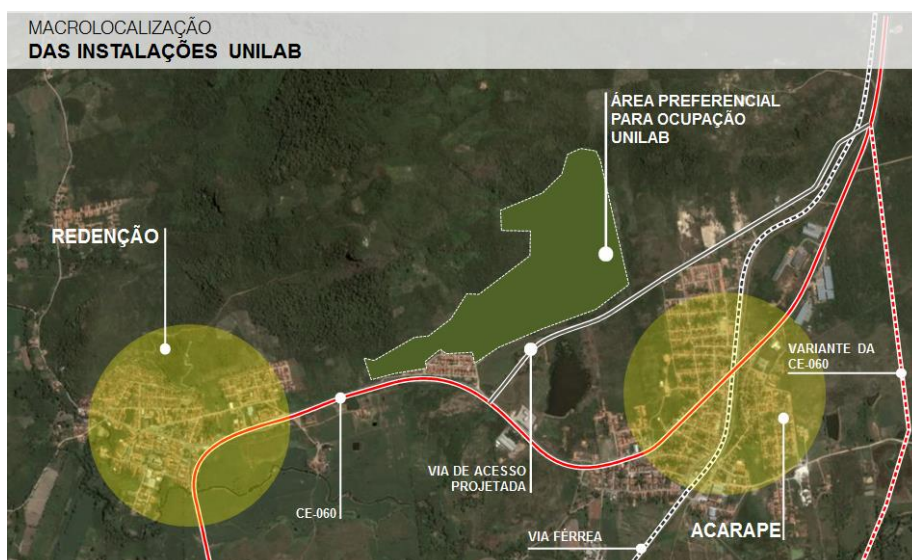 MACROLOCALIZAÇÃO
DAS INSTALAÇÕES UNILAB
ÁREA PREFERENCIAL
PARA OCUPAÇÃO
UNILAB
REDENÇÃO
VARIANTE DA
CE-060
VIA DE ACESSO
PROJETADA
CE-060
VIA FÉRREA
ACARAPE